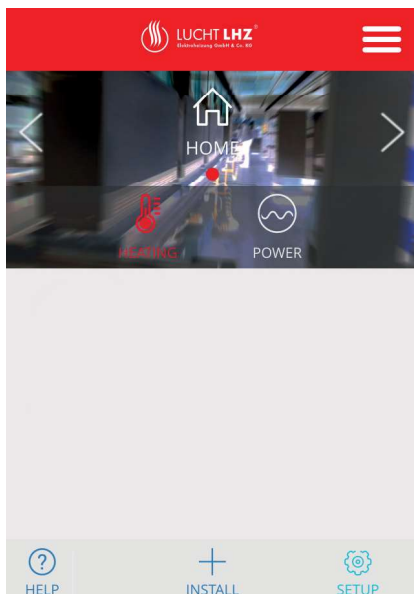 LUCHT LHZ®
Elektroheizung GmbH & Co. KG
HOME
HEATING
POWER
HELP
INSTALL
SETUP